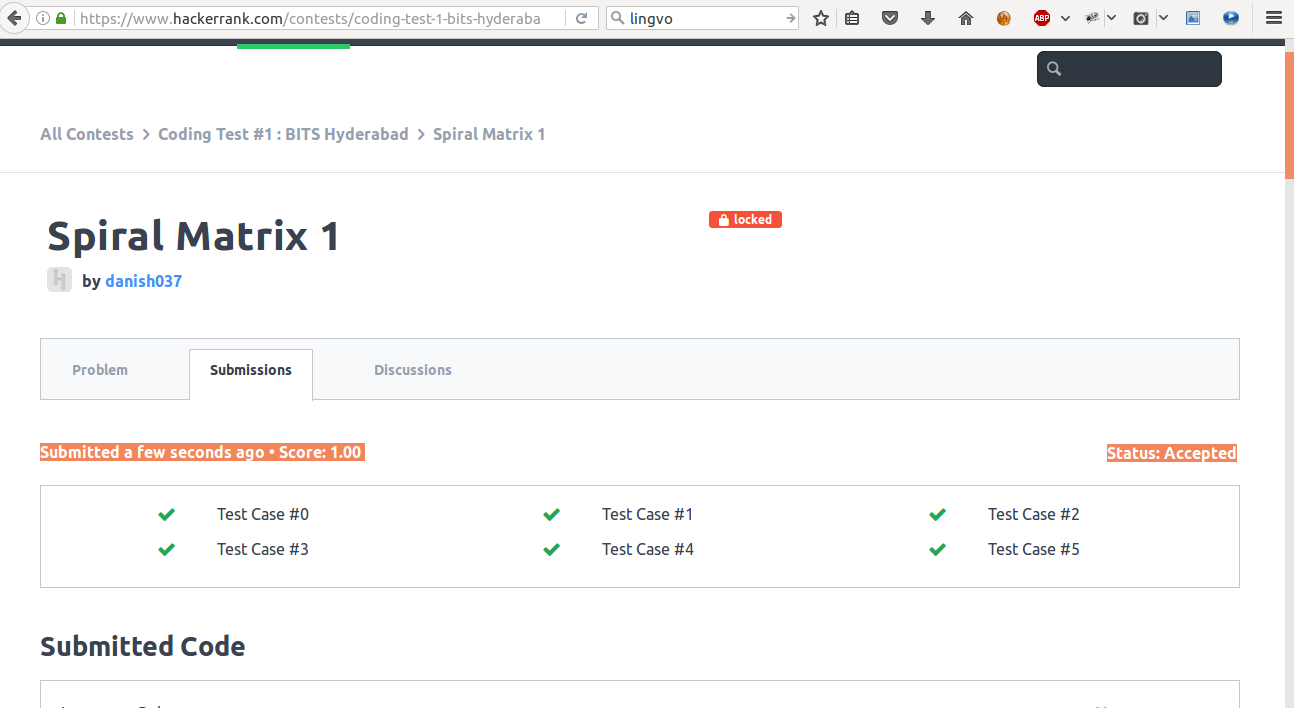 https://www.hackerrank.com/contests/coding-test-1-bits-hyderaba
lingvo
ABP
All Contests > Coding Test #1 : BITS Hyderabad > Spiral Matrix 1
Spiral Matrix 1
locked
by danish037
Problem Submissions Discussions
Submitted a few seconds ago • Score: 1.00 Status: Accepted
Test Case #0 Test Case #1 Test Case #2
Test Case #3 Test Case #4 Test Case #5
Submitted Code